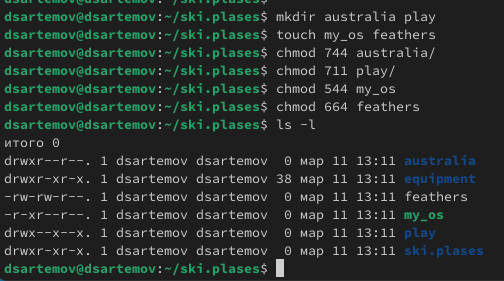 dsartemov@dsartemov:~/ski.plases$ mkdir australia play
dsartemov@dsartemov:~/ski.plases$ touch my_os feathers
dsartemov@dsartemov:~/ski.plases$ chmod 744 australia/
dsartemov@dsartemov:~/ski.plases$ chmod 711 play/
dsartemov@dsartemov:~/ski.plases$ chmod 544 my_os
dsartemov@dsartemov:~/ski.plases$ chmod 664 feathers
dsartemov@dsartemov:~/ski.plases$ ls -l
итого 0
drwxr--r--. 1 dsartemov dsartemov  0 мар 11 13:11 australia
drwxr-xr-x. 1 dsartemov dsartemov 38 мар 11 13:11 equipment
-rw-rw-r--. 1 dsartemov dsartemov  0 мар 11 13:11 feathers
-r-xr--r--. 1 dsartemov dsartemov  0 мар 11 13:11 my_os
drwx--x--x. 1 dsartemov dsartemov  0 мар 11 13:11 play
drwxr-xr-x. 1 dsartemov dsartemov  0 мар 11 13:11 ski.plases
dsartemov@dsartemov:~/ski.plases$